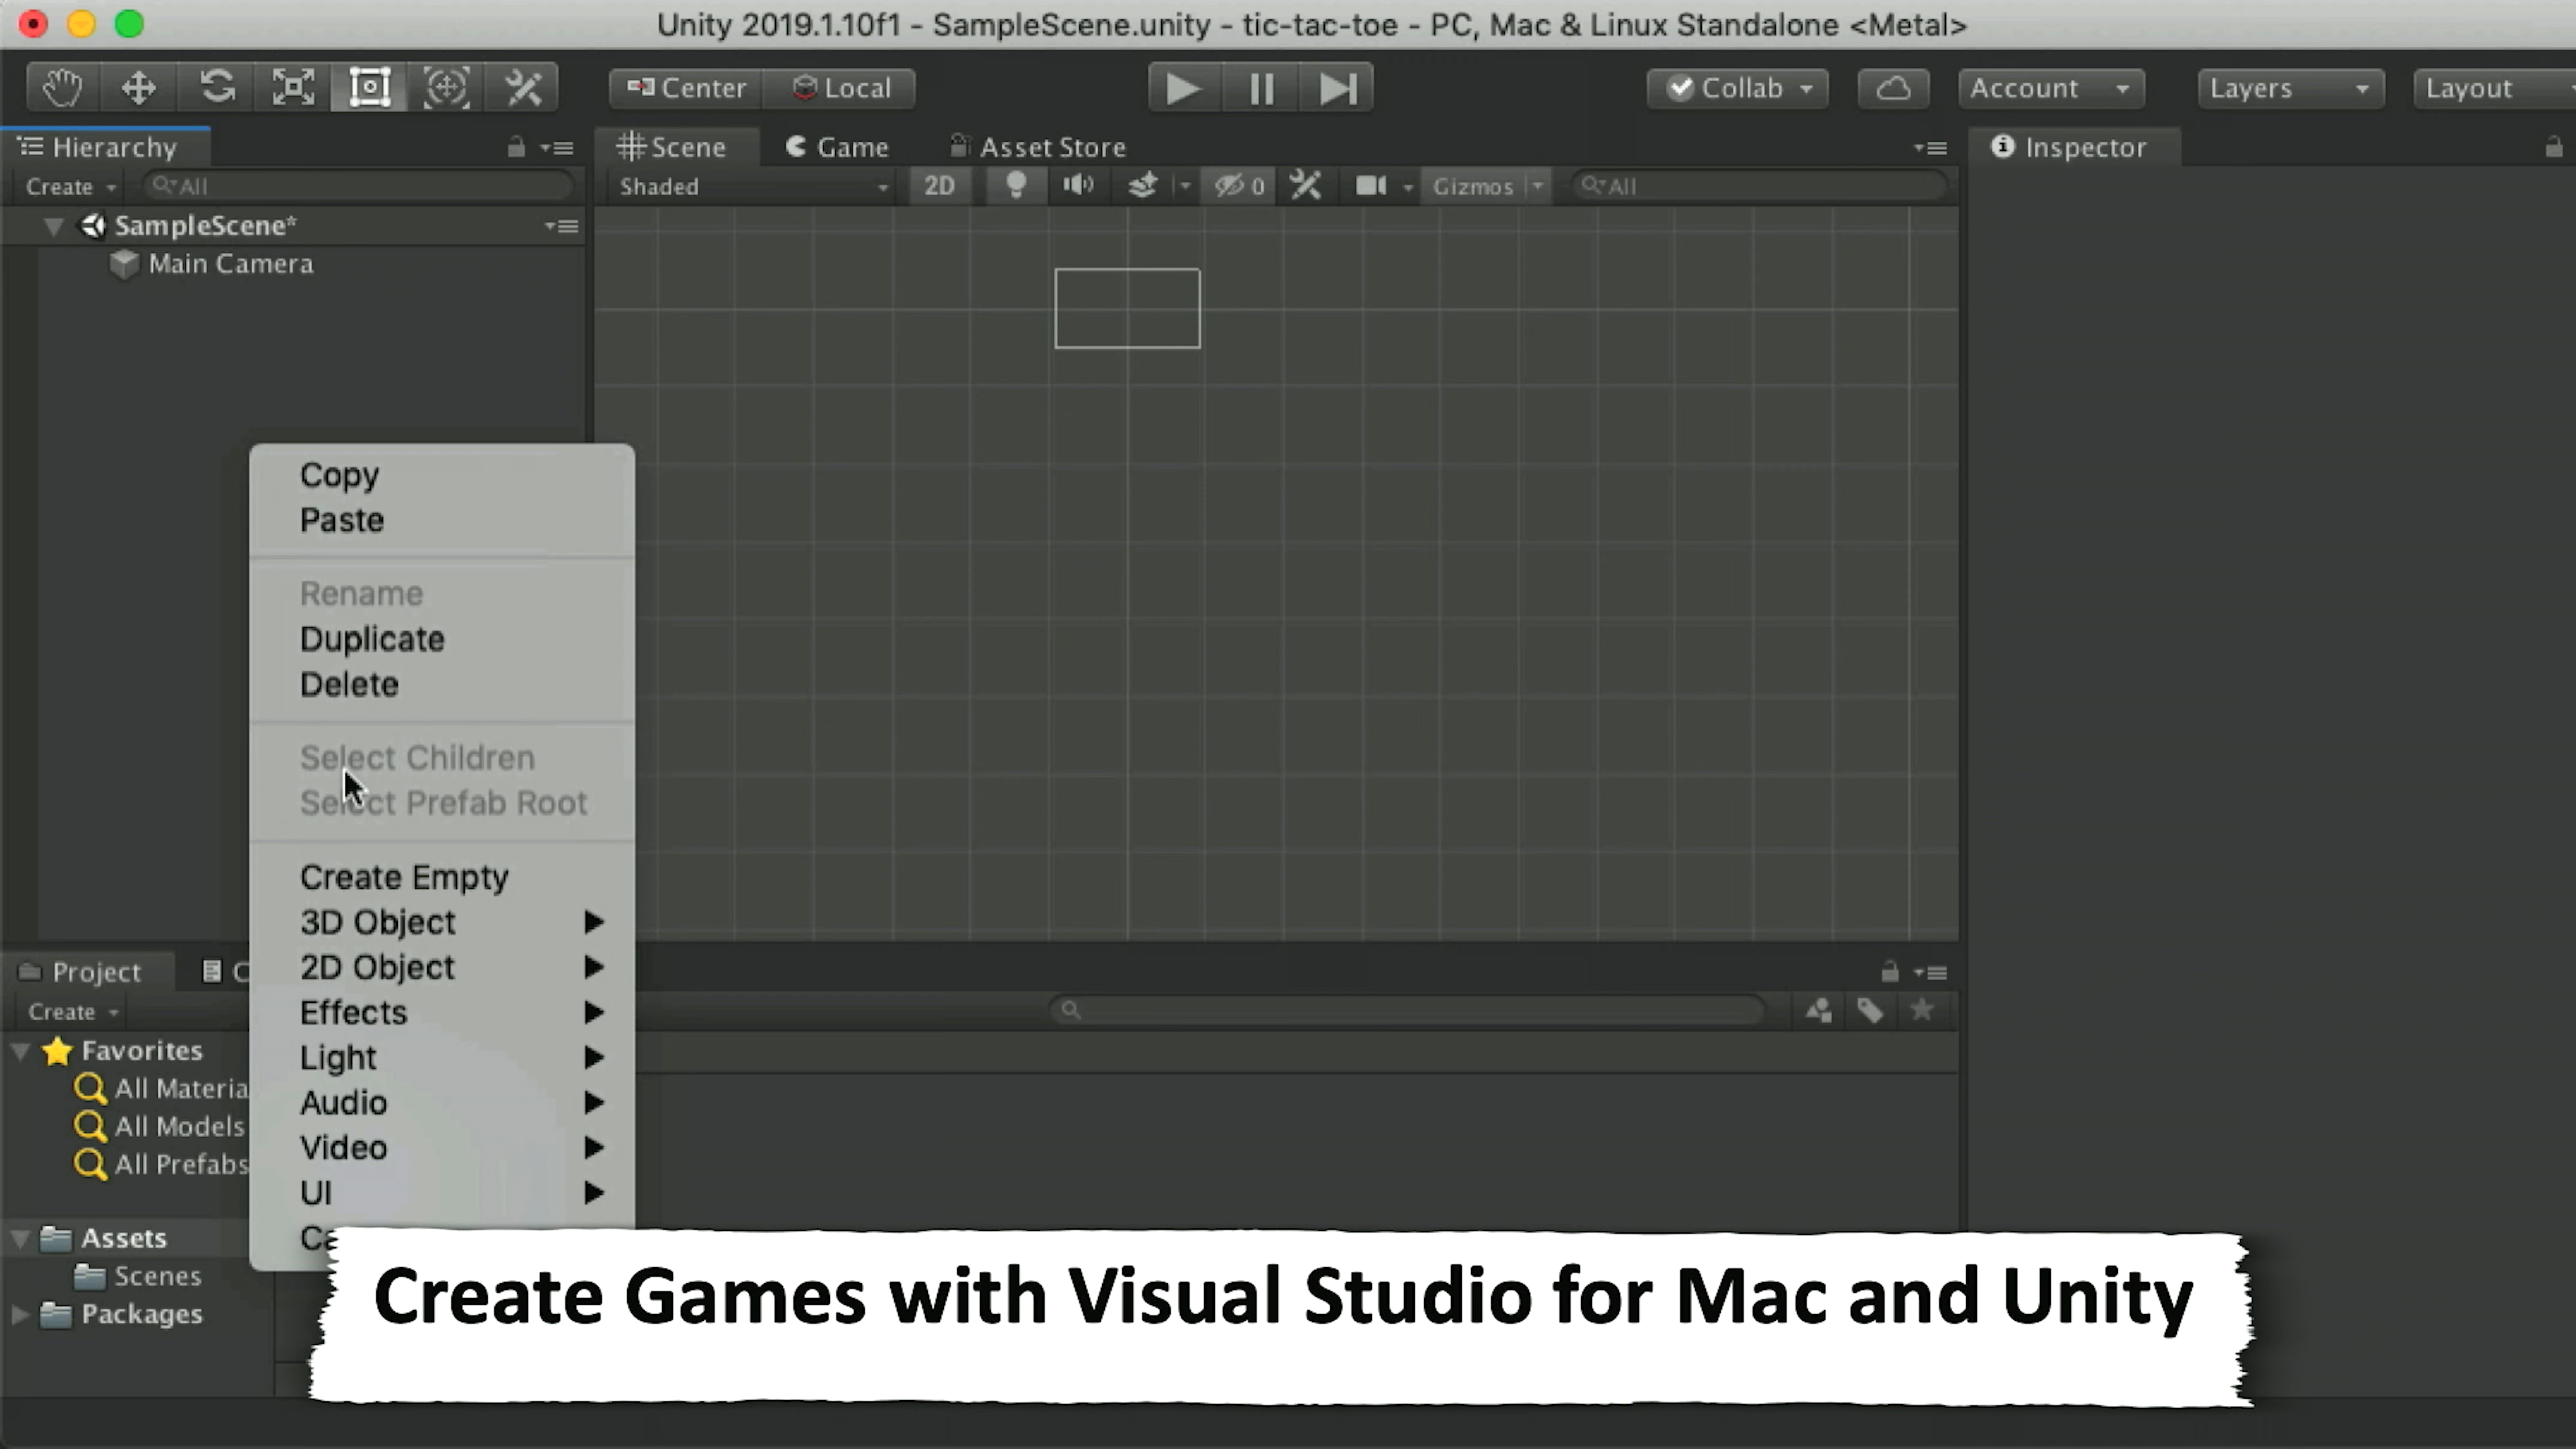 Unity 2019.1.10f1 - SampleScene.unity - tic-tac-toe - PC, Mac & Linux Standalone <Metal>
Center Local Collab Account Layers Layout
Hierarchy Scene Game Asset Store Inspector
Create All Shaded 2D 0 Gizmos All
SampleScene*
Main Camera
Copy
Paste
Rename
Duplicate
Delete
Select Children
Select Prefab Root
Create Empty
3D Object
2D Object
Effects
Light
Audio
Video
UI
Project
Create
Favorites
All Models
All Prefabs
Assets
Scenes
Packages
Create Games with Visual Studio for Mac and Unity